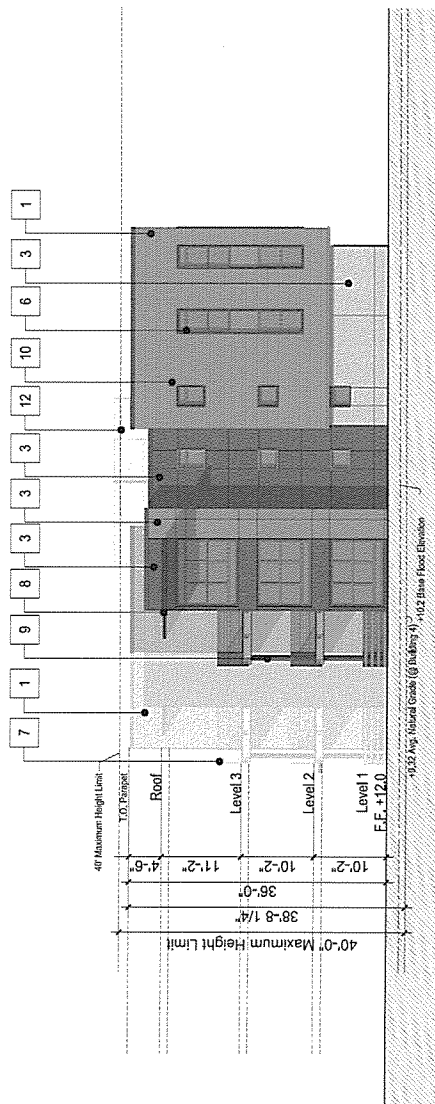 7
1
9
8
3
3
3
12
10
6
3
1
40' Maximum Height Limit
T.O. Parapet
Roof
Level 3
Level 2
Level 1
F.F. +12.0
4'-6"
11'-2"
10'-2"
10'-2"
36'-0"
38'-8 1/4"
40'-0" Maximum Height Limit
+10.2 Base Flood Elevation
Avg. Natural Grade (@ Building 4)